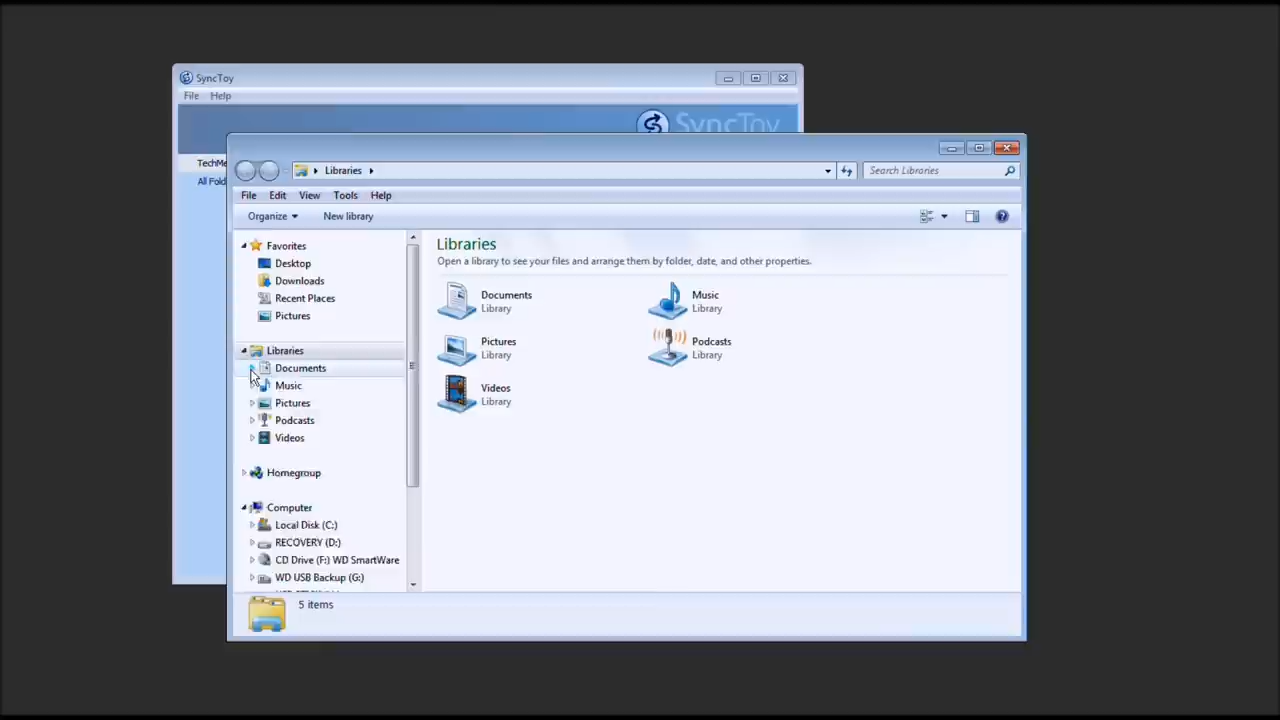 SyncToy
File Help
SyncToy
TechMe
All Fold
Libraries
Search Libraries
File Edit View Tools Help
Organize New library
Favorites
Desktop
Downloads
Recent Places
Pictures
Libraries
Documents
Music
Pictures
Podcasts
Videos
Homegroup
Computer
Local Disk (C:)
RECOVERY (D:)
CD Drive (F:) WD SmartWare
WD USB Backup (G:)
Libraries
Open a library to see your files and arrange them by folder, date, and other properties.
Documents
Library
Music
Library
Pictures
Library
Podcasts
Library
Videos
Library
5 items